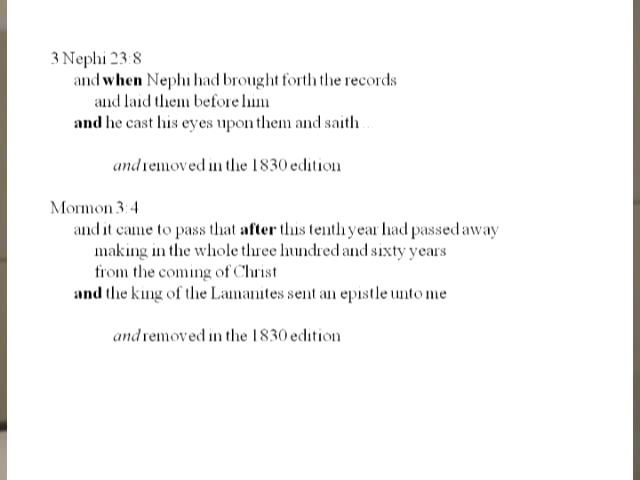 3 Nephi 23:8
and when Nephi had brought forth the records
and laid them before him
and he cast his eyes upon them and saith ...
and removed in the 1830 edition
Mormon 3:4
and it came to pass that after this tenth year had passed away
making in the whole three hundred and sixty years
from the coming of Christ
and the king of the Lamanites sent an epistle unto me
and removed in the 1830 edition